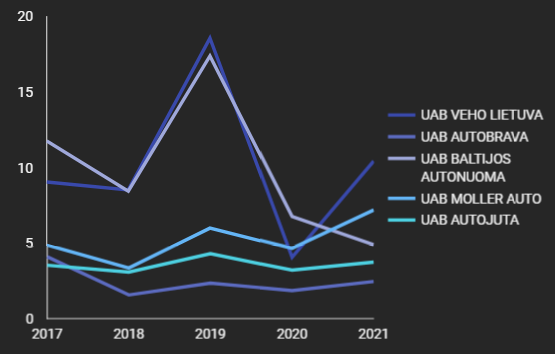 20
15
10
5
0
2017 2018 2019 2020 2021
UAB VEHO LIETUVA
UAB AUTOBRAVA
UAB BALTIJOS
AUTONUOMA
UAB MOLLER AUTO
UAB AUTOJUTA